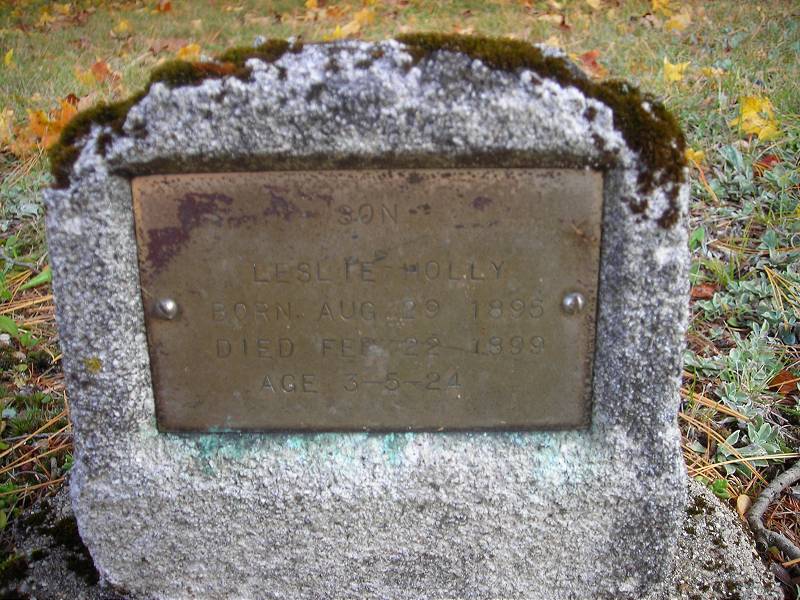 SON
LESLIE HOLLY
BORN AUG 29 1895
DIED FEB 22 1899
AGE 3-5-24